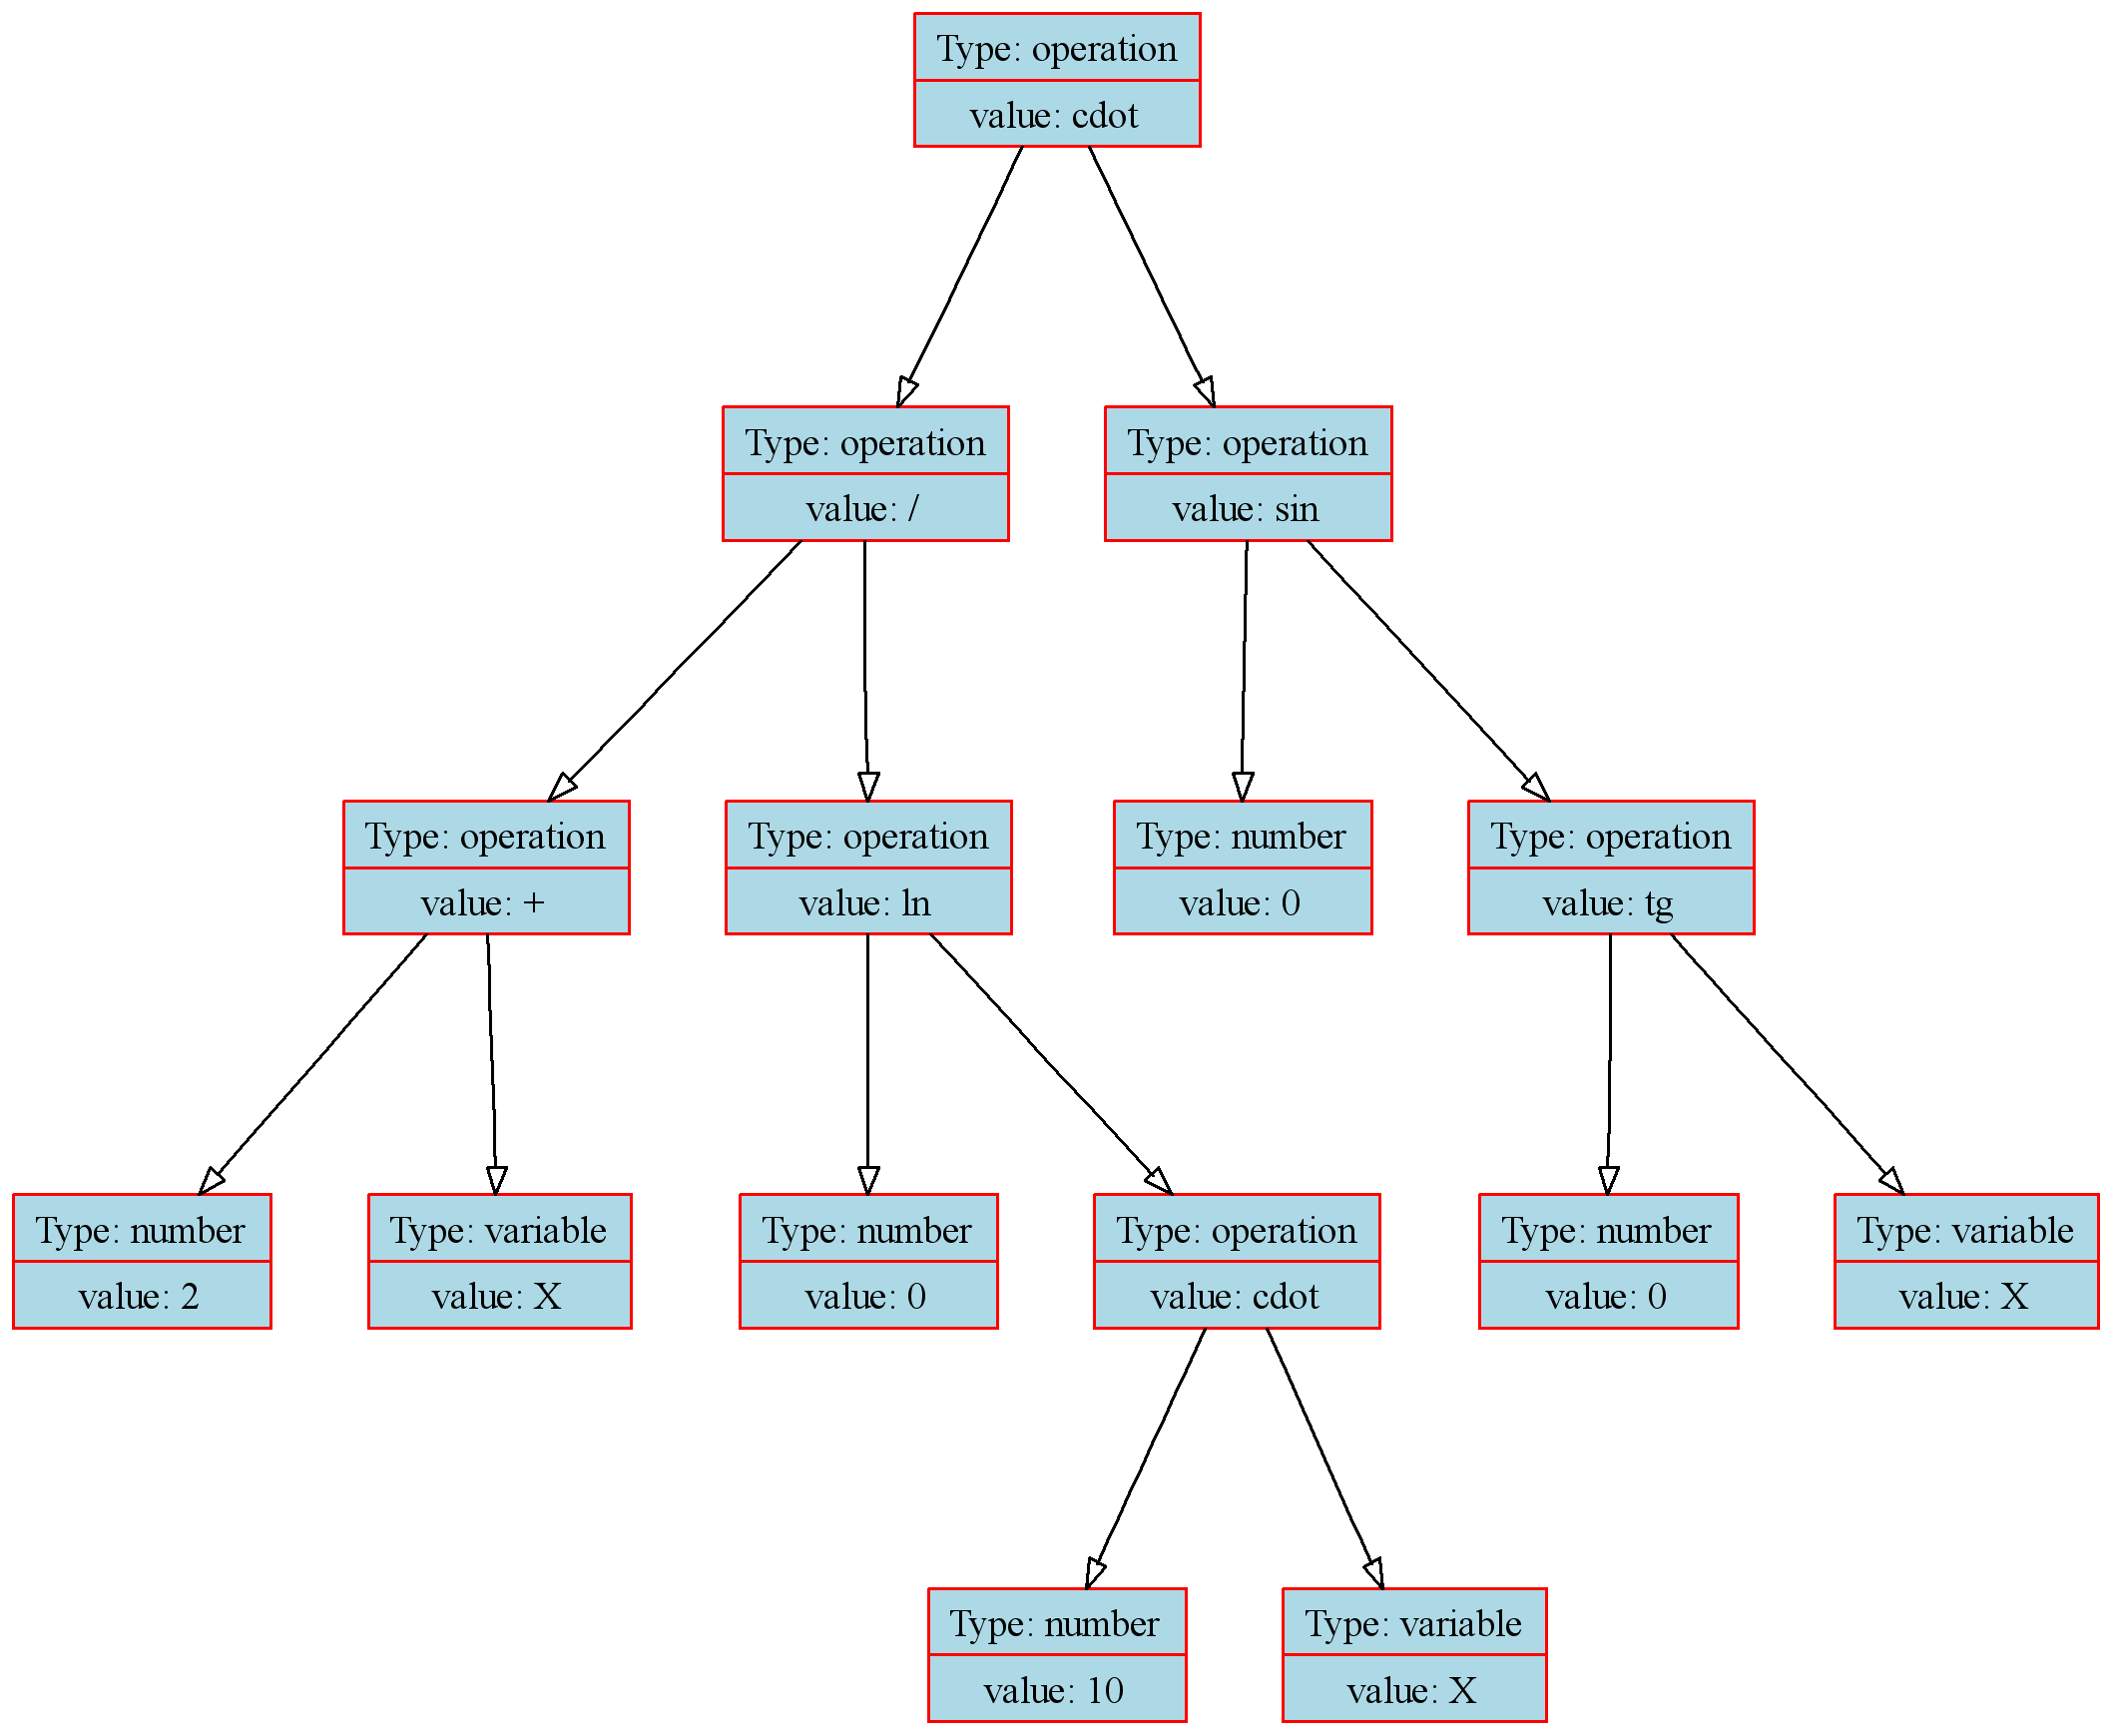 Type: operation
value: cdot
Type: operation
value: /
Type: operation
value: sin
Type: operation
value: +
Type: operation
value: ln
Type: number
value: 0
Type: operation
value: tg
Type: number
value: 2
Type: variable
value: X
Type: number
value: 0
Type: operation
value: cdot
Type: number
value: 0
Type: variable
value: X
Type: number
value: 10
Type: variable
value: X